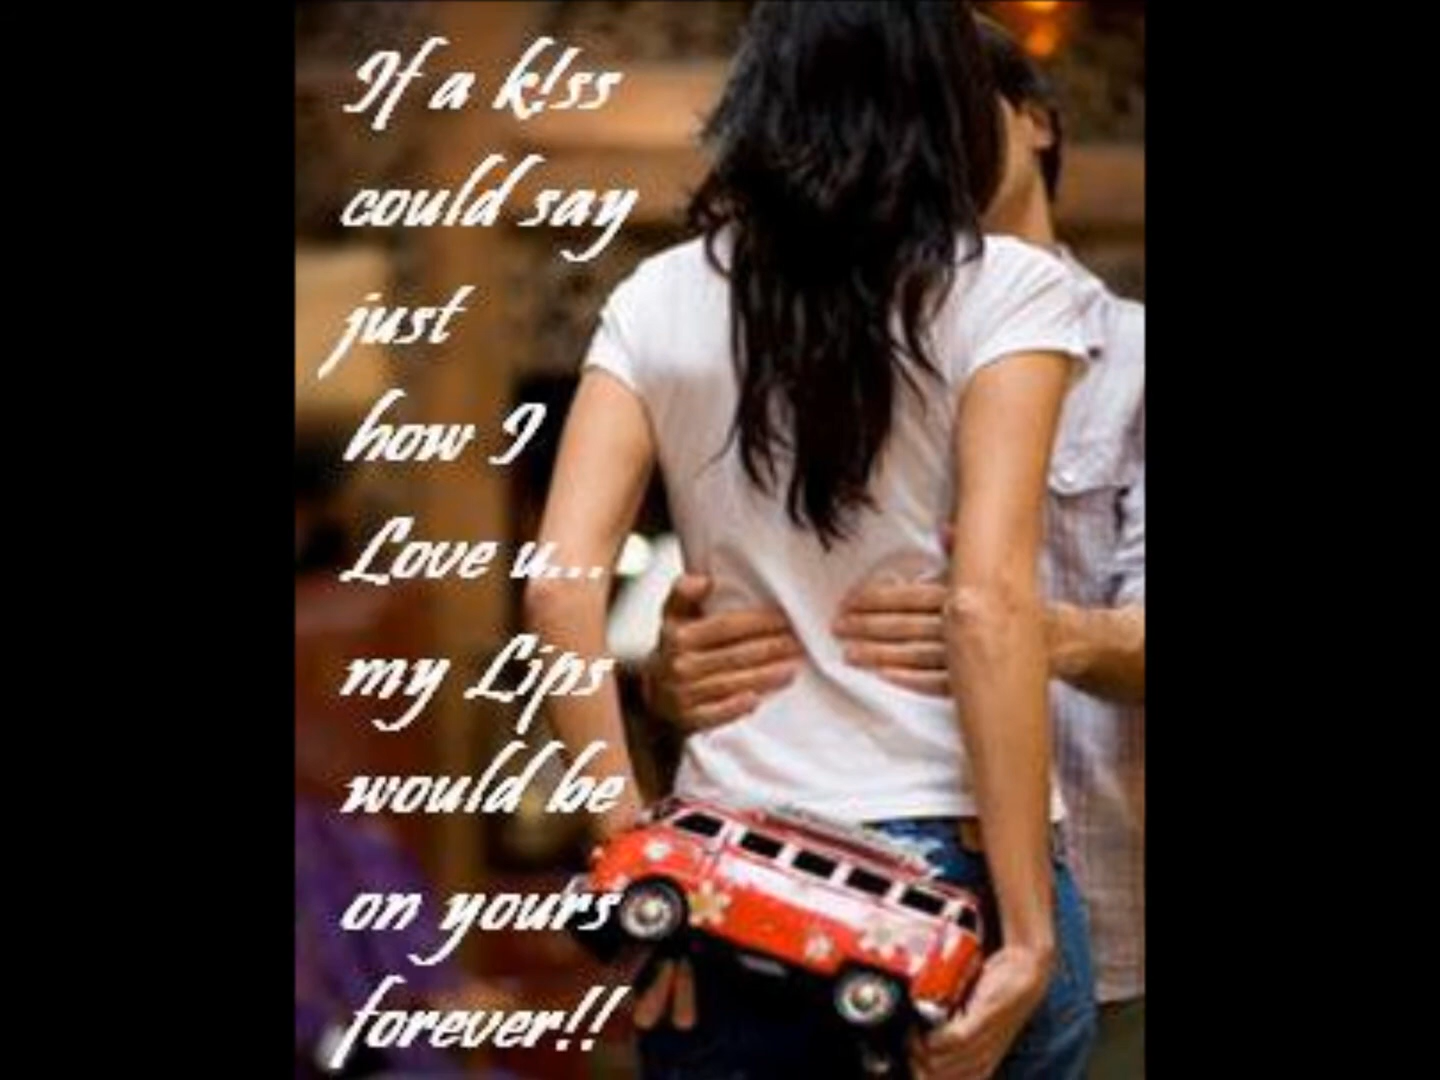 If a k!ss
could say
just
how I
Love u...
my Lips
would be
on yours
forever!!